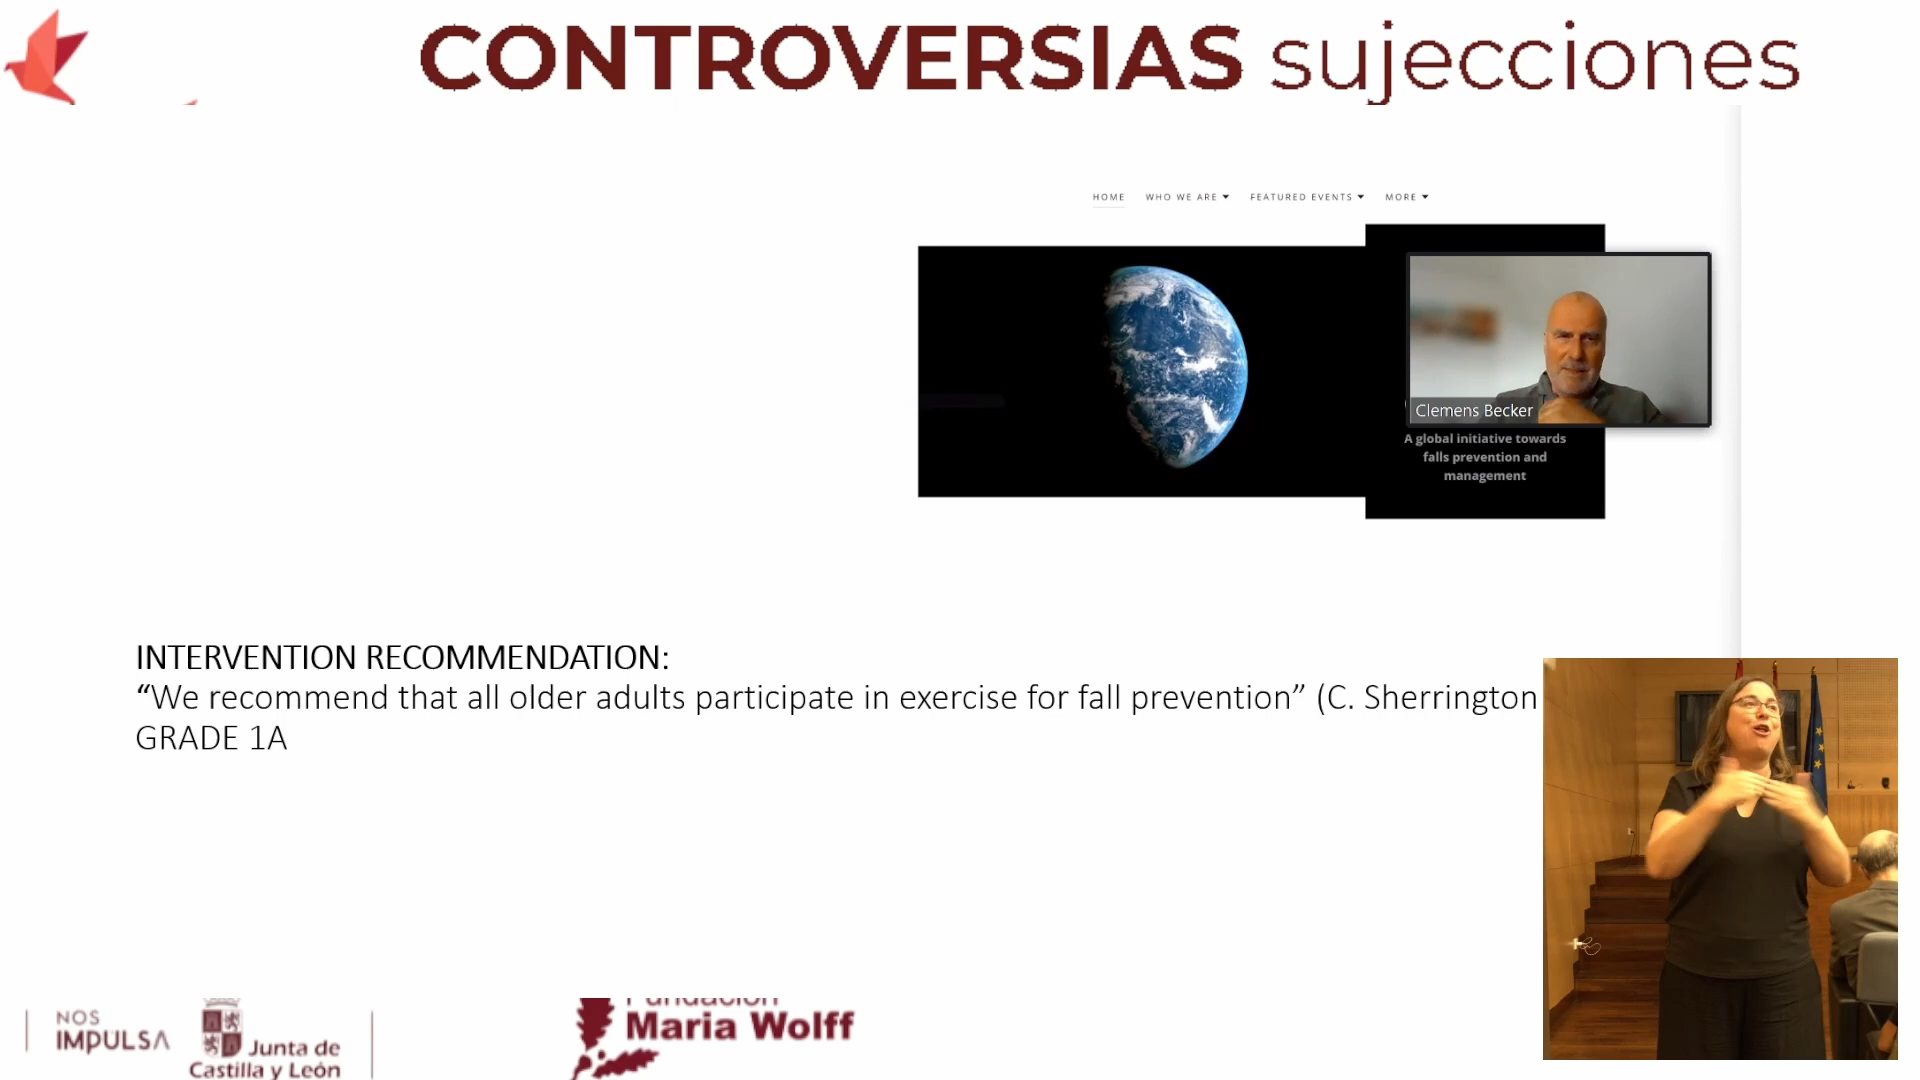 CONTROVERSIAS sujecciones
HOME WHO WE ARE FEATURED EVENTS MORE
Clemens Becker
A global initiative towards
falls prevention and
management
INTERVENTION RECOMMENDATION:
“We recommend that all older adults participate in exercise for fall prevention” (C. Sherrington
GRADE 1A
NOS
IMPULSA
Junta de
Castilla y León
Fundación
Maria Wolff